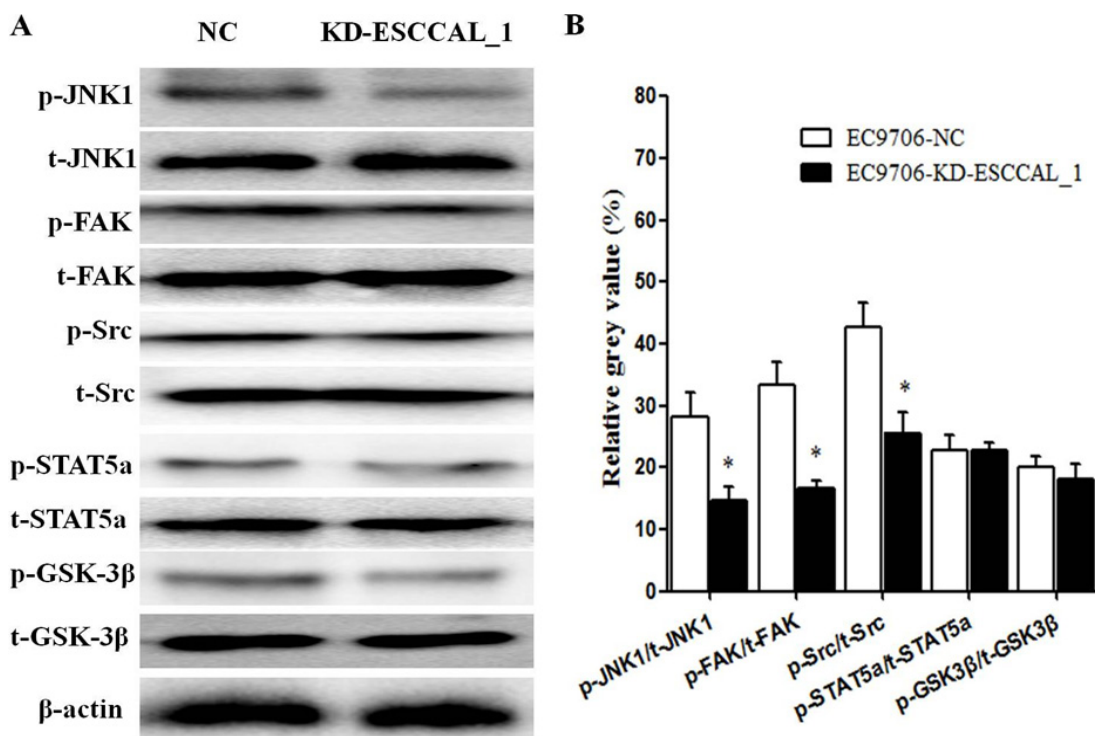 A
NC KD-ESCCAL_1
p-JNK1
t-JNK1
p-FAK
t-FAK
p-Src
t-Src
p-STAT5a
t-STAT5a
p-GSK-3β
t-GSK-3β
β-actin
B
Relative grey value (%)
80
70
60
50
40
30
20
10
0
EC9706-NC
EC9706-KD-ESCCAL_1
*
*
*
p-JNK1/t-JNK1
p-FAK/t-FAK
p-Src/t-Src
p-STAT5a/t-STAT5a
p-GSK3β/t-GSK3β